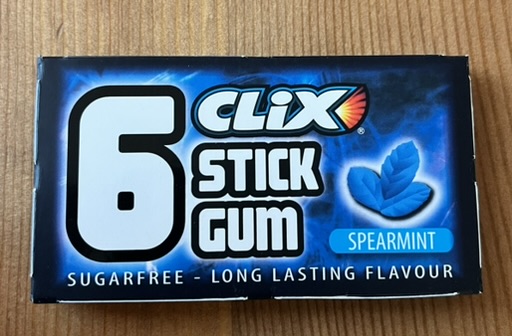 6
CLiX®
STICK
GUM
SPEARMINT
SUGARFREE - LONG LASTING FLAVOUR